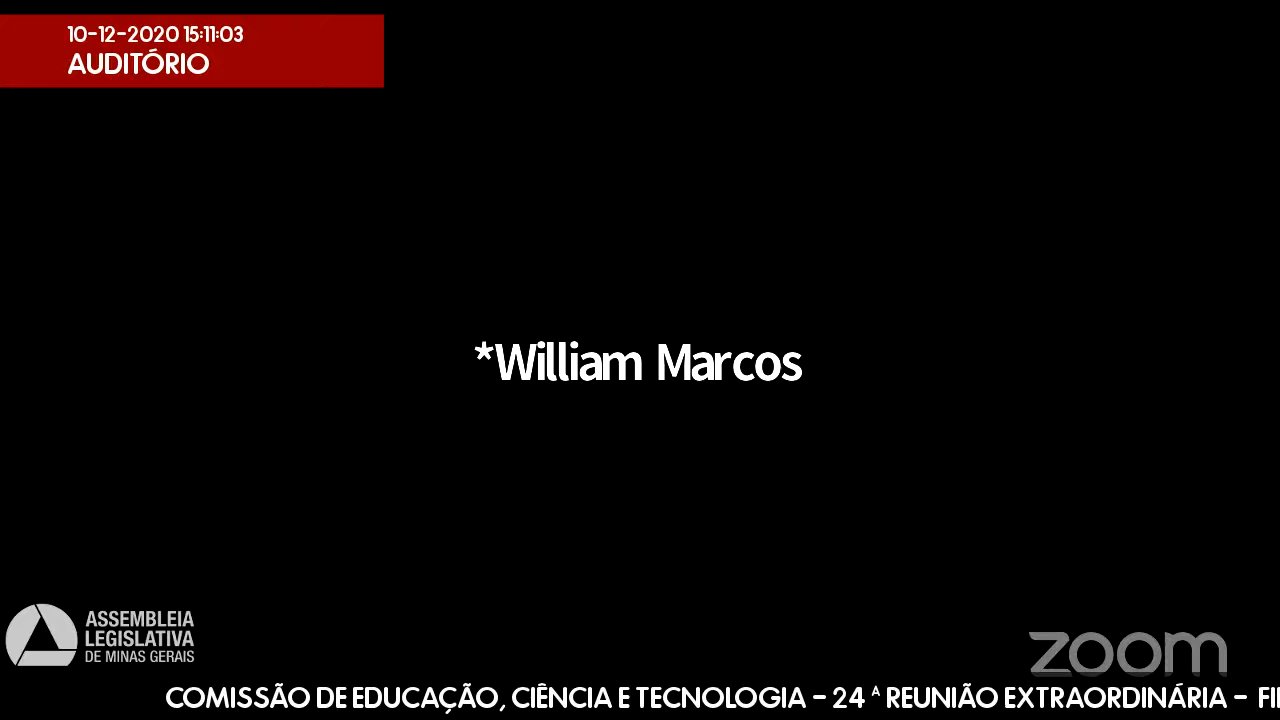 10-12-2020 15:11:03
AUDITÓRIO
*William Marcos
ASSEMBLEIA
LEGISLATIVA
DE MINAS GERAIS
zoom
COMISSÃO DE EDUCAÇÃO, CIÊNCIA E TECNOLOGIA - 24 ª REUNIÃO EXTRAORDINÁRIA -